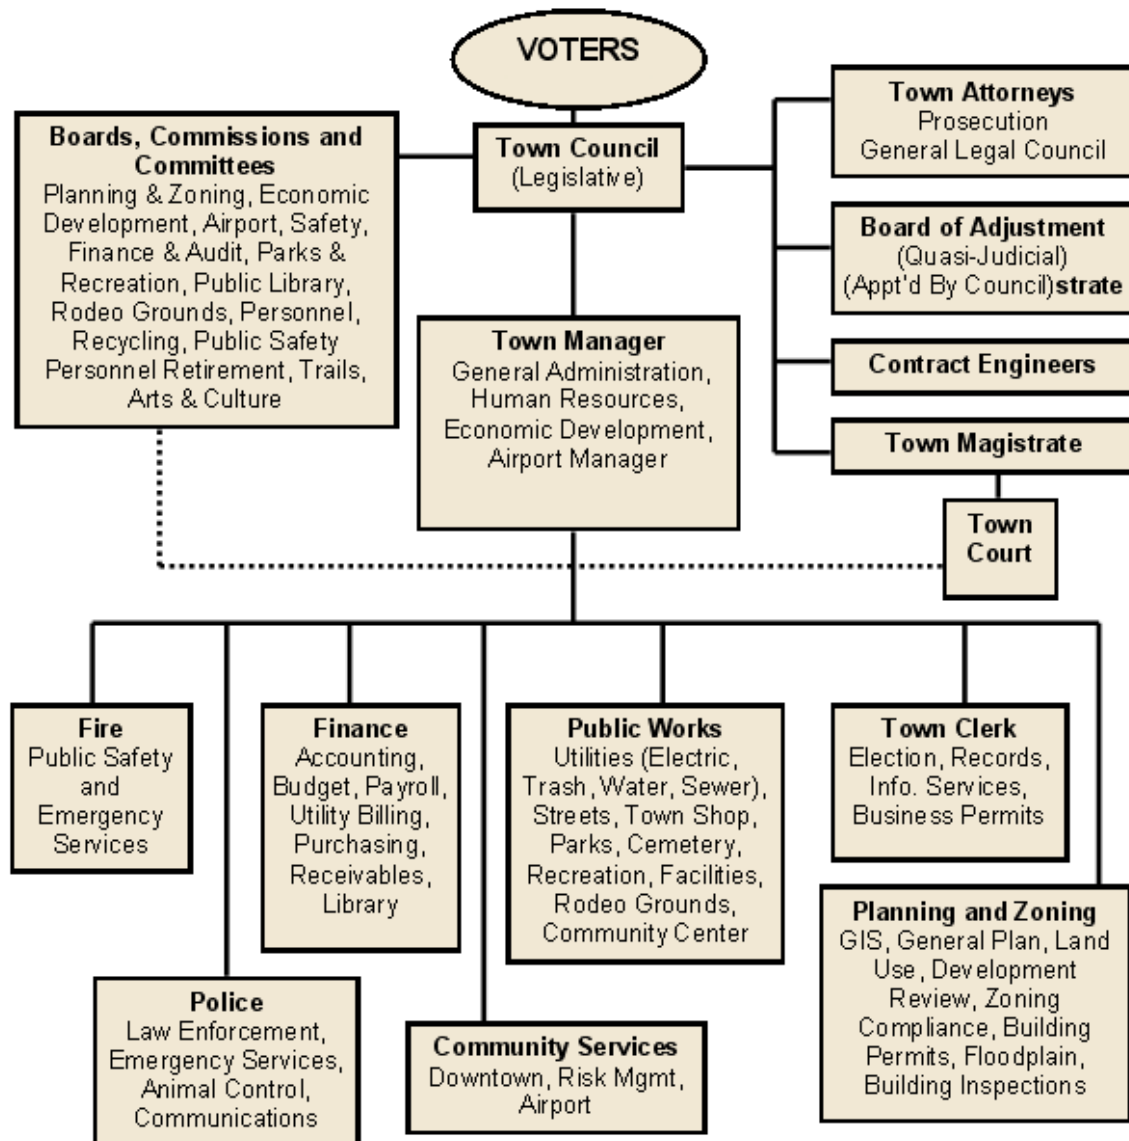 VOTERS
Town Council
(Legislative)
Boards, Commissions and
Committees
Planning & Zoning, Economic
Development, Airport, Safety,
Finance & Audit, Parks &
Recreation, Public Library,
Rodeo Grounds, Personnel,
Recycling, Public Safety
Personnel Retirement, Trails,
Arts & Culture
Town Attorneys
Prosecution
General Legal Council
Board of Adjustment
(Quasi-Judicial)
(Appt'd By Council)strate
Contract Engineers
Town Magistrate
Town
Court
Town Manager
General Administration,
Human Resources,
Economic Development,
Airport Manager
Fire
Public Safety
and
Emergency
Services
Finance
Accounting,
Budget, Payroll,
Utility Billing,
Purchasing,
Receivables,
Library
Public Works
Utilities (Electric,
Trash, Water, Sewer),
Streets, Town Shop,
Parks, Cemetery,
Recreation, Facilities,
Rodeo Grounds,
Community Center
Town Clerk
Election, Records,
Info. Services,
Business Permits
Police
Law Enforcement,
Emergency Services,
Animal Control,
Communications
Community Services
Downtown, Risk Mgmt,
Airport
Planning and Zoning
GIS, General Plan, Land
Use, Development
Review, Zoning
Compliance, Building
Permits, Floodplain,
Building Inspections